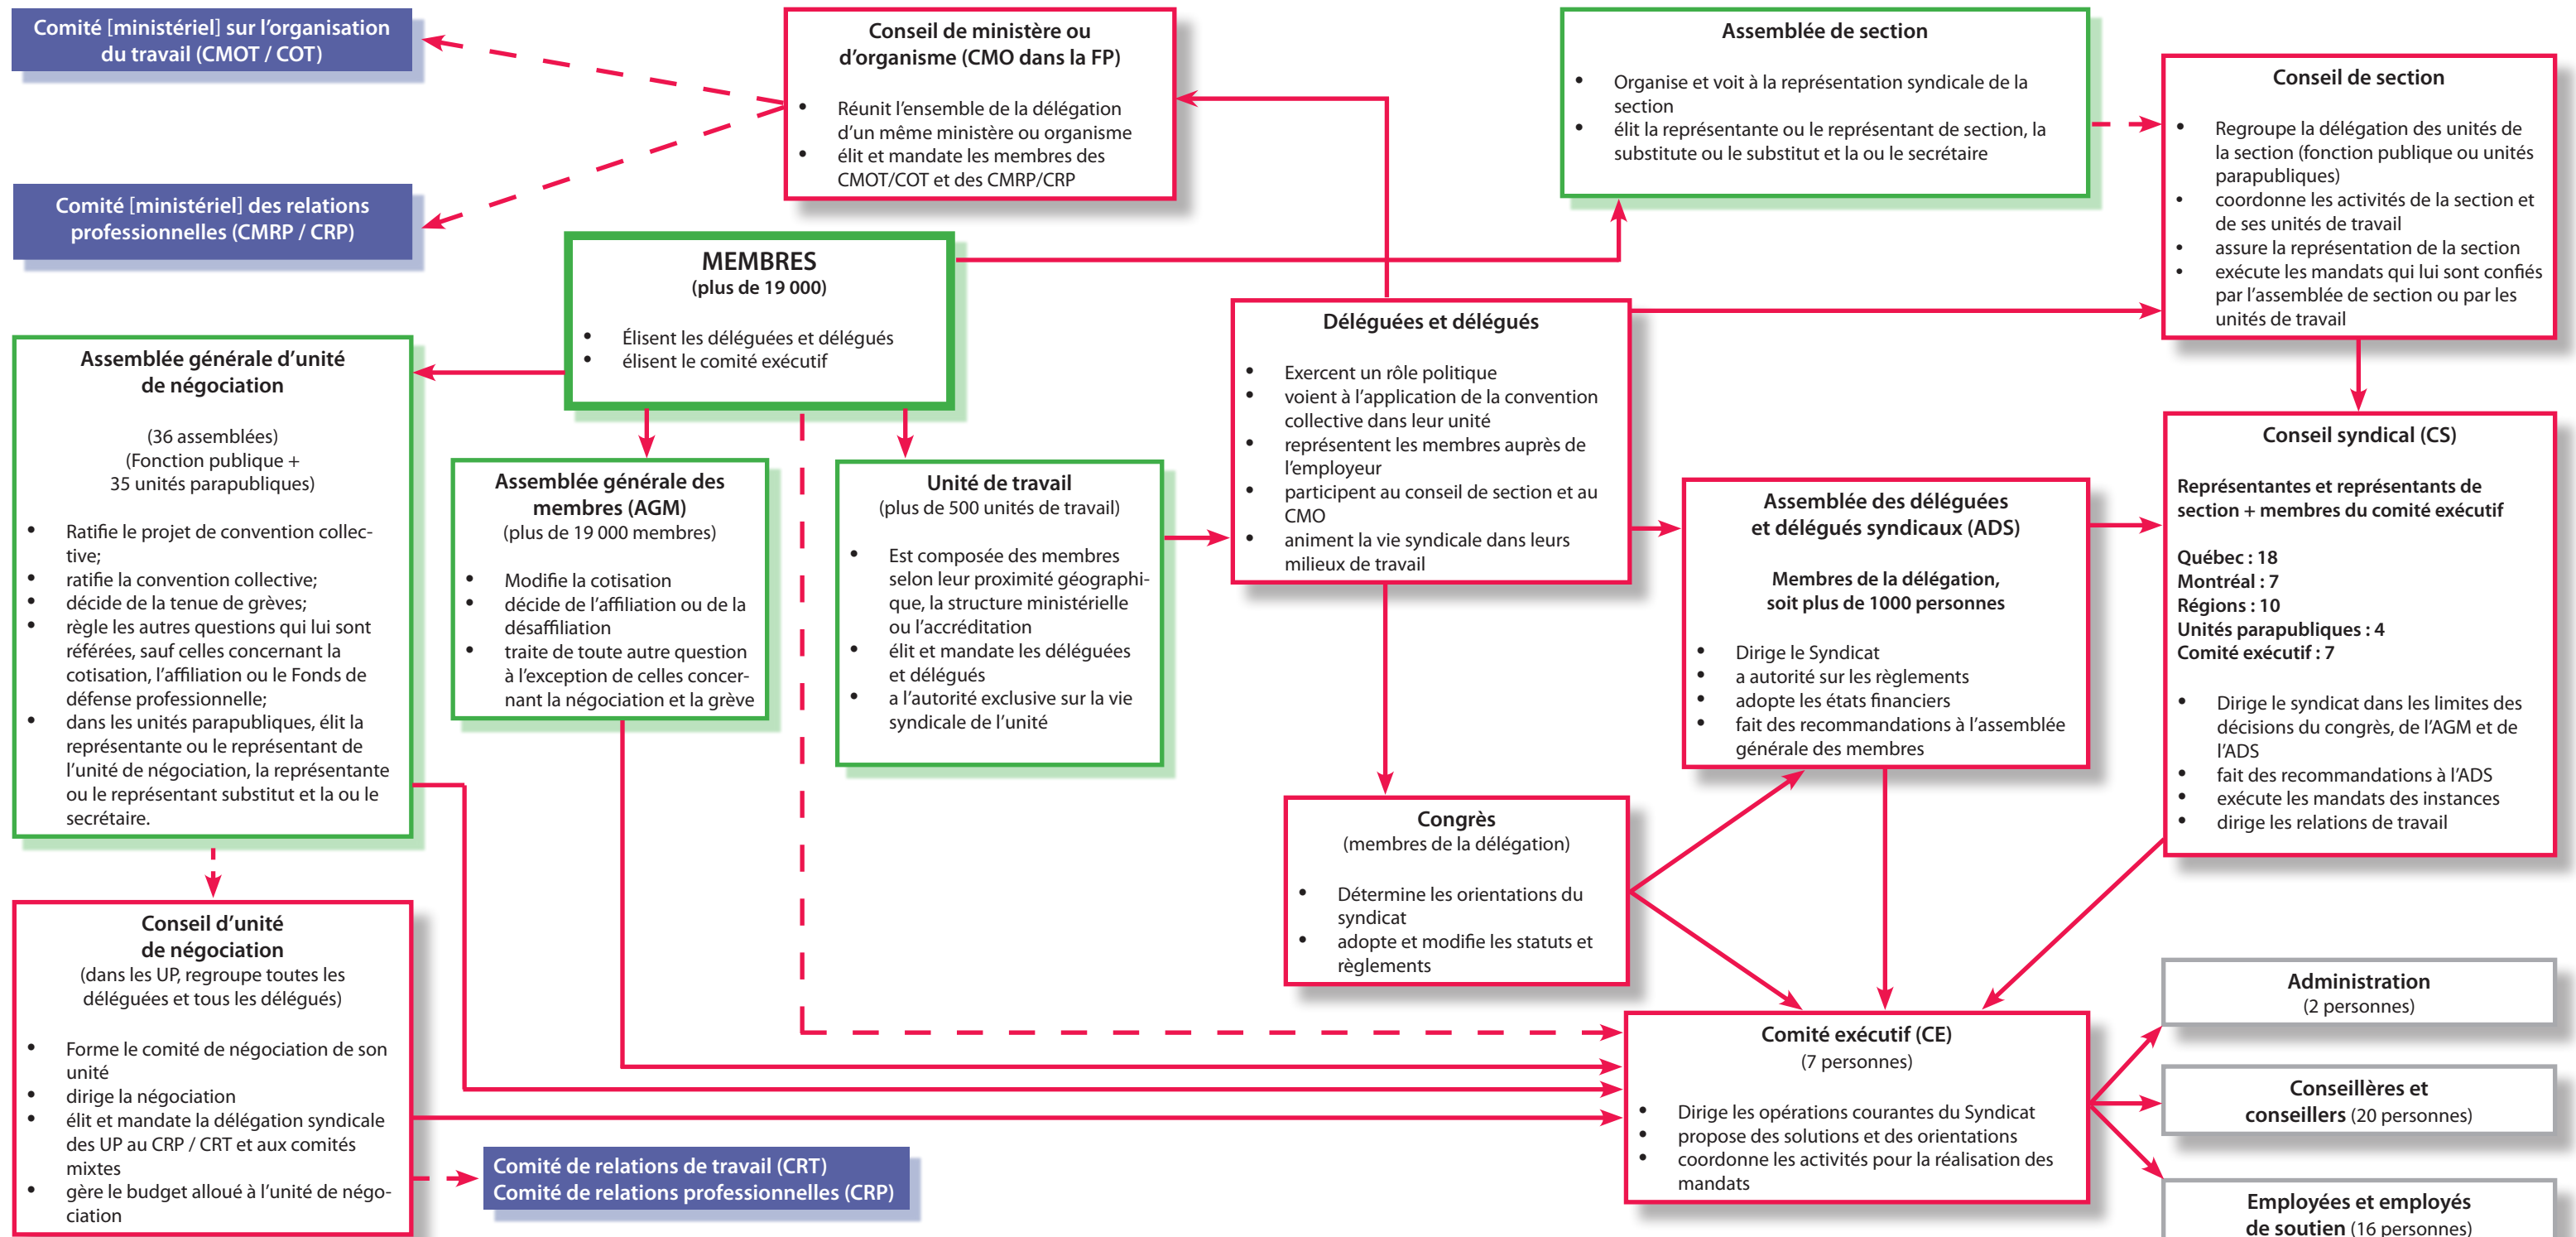 Comité [ministériel] sur l'organisation
du travail (CMOT / COT)
Comité [ministériel] des relations
professionnelles (CMRP / CRP)
Conseil de ministère ou
d'organisme (CMO dans la FP)
• Réunit l'ensemble de la délégation
d'un même ministère ou organisme
• élit et mandate les membres des
CMOT/COT et des CMRP/CRP
Assemblée de section
• Organise et voit à la représentation syndicale de la
section
• élit la représentante ou le représentant de section, la
substitute ou le substitut et la ou le secrétaire
Conseil de section
• Regroupe la délégation des unités de
la section (fonction publique ou unités
parapubliques)
• coordonne les activités de la section et
de ses unités de travail
• assure la représentation de la section
• exécute les mandats qui lui sont confiés
par l'assemblée de section ou par les
unités de travail
MEMBRES
(plus de 19 000)
• Élisent les déléguées et délégués
• élisent le comité exécutif
Assemblée générale d'unité
de négociation
(36 assemblées)
(Fonction publique +
35 unités parapubliques)
• Ratifie le projet de convention collec-
tive;
• ratifie la convention collective;
• décide de la tenue de grèves;
• règle les autres questions qui lui sont
référées, sauf celles concernant la
cotisation, l'affiliation ou le Fonds de
défense professionnelle;
• dans les unités parapubliques, élit la
représentante ou le représentant de
l'unité de négociation, la représentante
ou le représentant substitut et la ou le
secrétaire.
Assemblée générale des
membres (AGM)
(plus de 19 000 membres)
• Modifie la cotisation
• décide de l'affiliation ou de la
désaffiliation
• traite de toute autre question
à l'exception de celles concer-
nant la négociation et la grève
Unité de travail
(plus de 500 unités de travail)
• Est composée des membres
selon leur proximité géographi-
que, la structure ministérielle
ou l'accréditation
• élit et mandate les déléguées
et délégués
• a l'autorité exclusive sur la vie
syndicale de l'unité
Déléguées et délégués
• Exercent un rôle politique
• voient à l'application de la convention
collective dans leur unité
• représentent les membres auprès de
l'employeur
• participent au conseil de section et au
CMO
• animent la vie syndicale dans leurs
milieux de travail
Assemblée des déléguées
et délégués syndicaux (ADS)
Membres de la délégation,
soit plus de 1000 personnes
• Dirige le Syndicat
• a autorité sur les règlements
• adopte les états financiers
• fait des recommandations à l'assemblée
générale des membres
Conseil syndical (CS)
Représentantes et représentants de
section + membres du comité exécutif
Québec : 18
Montréal : 7
Régions : 10
Unités parapubliques : 4
Comité exécutif : 7
• Dirige le syndicat dans les limites des
décisions du congrès, de l'AGM et de
l'ADS
• fait des recommandations à l'ADS
• exécute les mandats des instances
• dirige les relations de travail
Congrès
(membres de la délégation)
• Détermine les orientations du
syndicat
• adopte et modifie les statuts et
règlements
Conseil d'unité
de négociation
(dans les UP, regroupe toutes les
déléguées et tous les délégués)
• Forme le comité de négociation de son
unité
• dirige la négociation
• élit et mandate la délégation syndicale
des UP au CRP / CRT et aux comités
mixtes
• gère le budget alloué à l'unité de négo-
ciation
Comité de relations de travail (CRT)
Comité de relations professionnelles (CRP)
Comité exécutif (CE)
(7 personnes)
• Dirige les opérations courantes du Syndicat
• propose des solutions et des orientations
• coordonne les activités pour la réalisation des
mandats
Administration
(2 personnes)
Conseillères et
conseillers (20 personnes)
Employées et employés
de soutien (16 personnes)